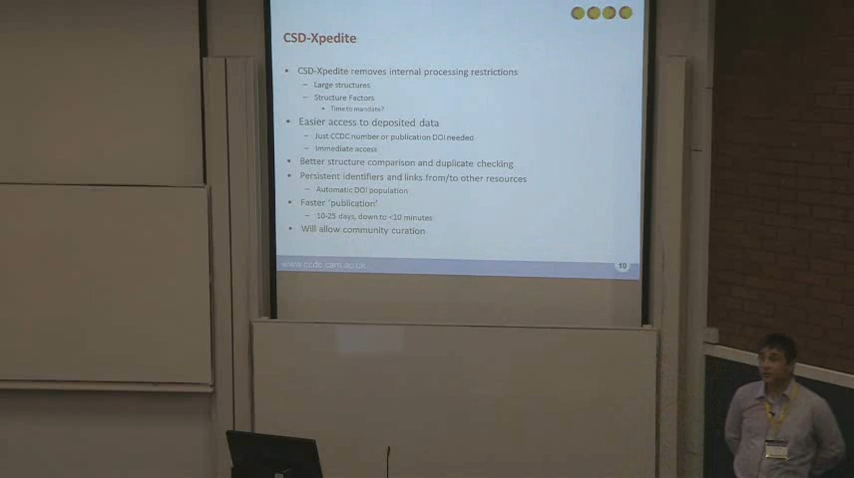 CSD-Xpedite
• CSD-Xpedite removes internal processing restrictions
– Large structures
– Structure Factors
• Time to mandate?
• Easier access to deposited data
– Just CCDC number or publication DOI needed
– Immediate access
• Better structure comparison and duplicate checking
• Persistent identifiers and links from/to other resources
– Automatic DOI population
• Faster 'publication'
– 10-25 days, down to <10 minutes
• Will allow community curation
www.ccdc.cam.ac.uk
10